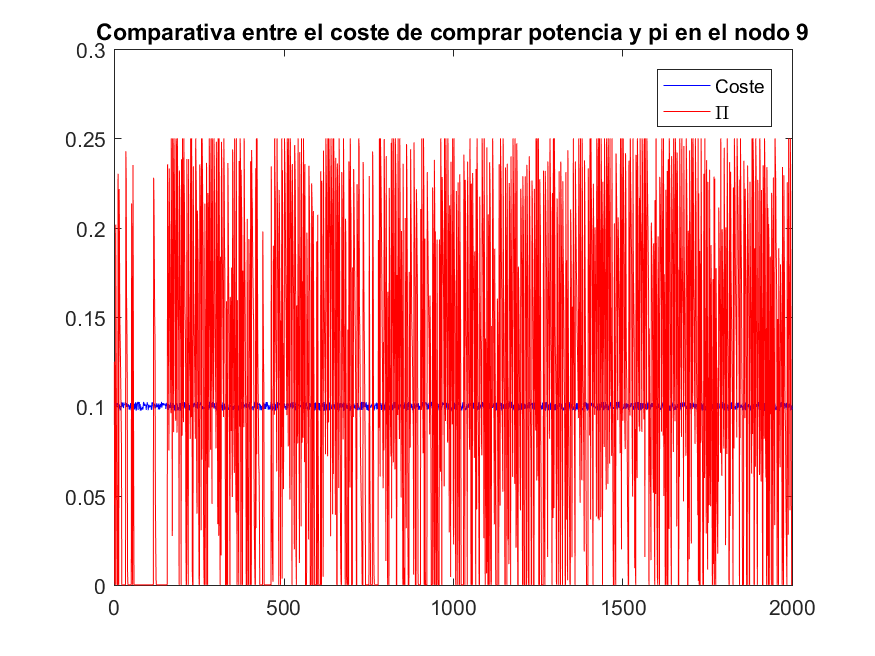 Comparativa entre el coste de comprar potencia y pi en el nodo 9
0.3
0.25
0.2
0.15
0.1
0.05
0
Coste
Π
0 500 1000 1500 2000